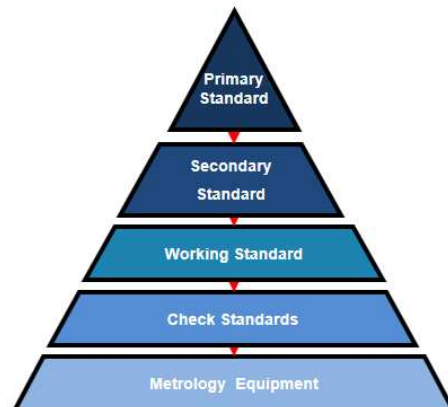 Primary
Standard
Secondary
Standard
Working Standard
Check Standards
Metrology Equipment